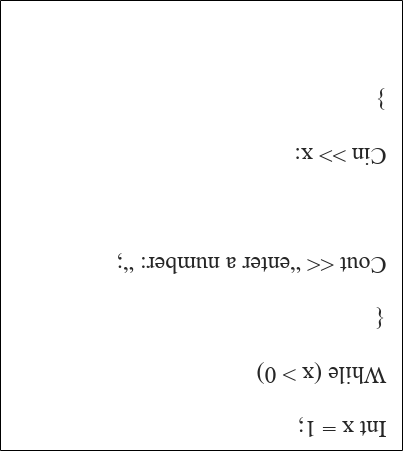 Int x = 1;
While (x > 0)
{
Cout << “enter a number: “;
Cin >> x:
}